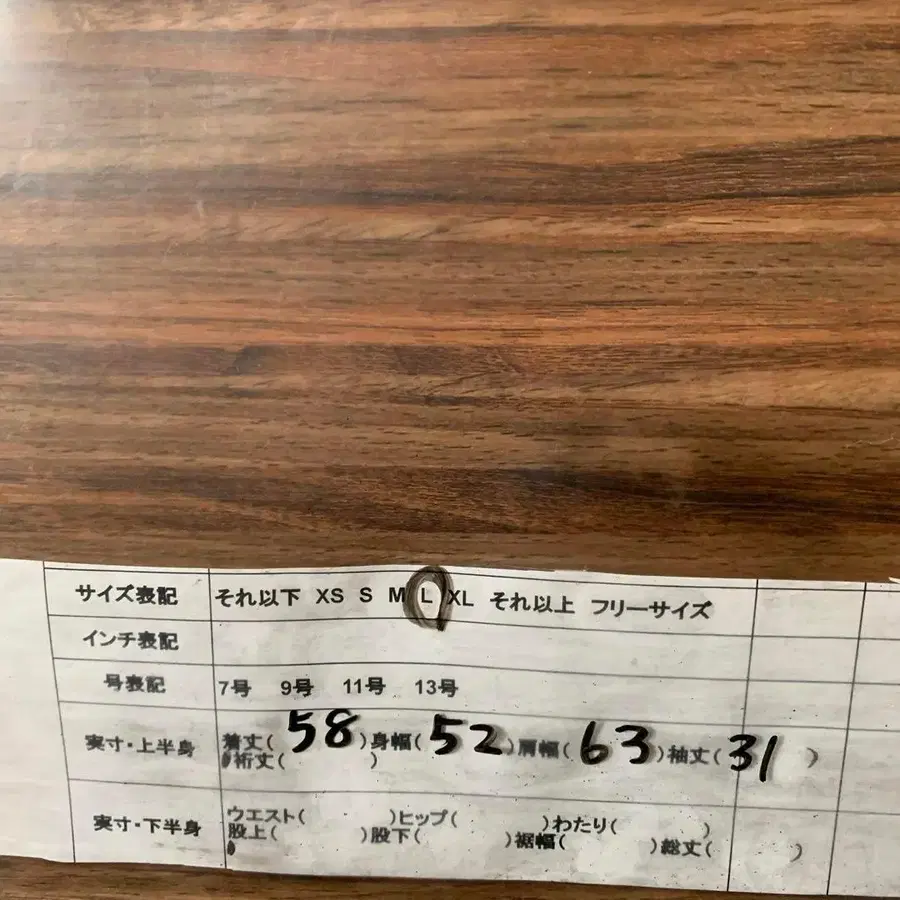 サイズ表記 それ以下 XS S M L XL それ以上 フリーサイズ
インチ表記
号表記 7号 9号 11号 13号
実寸・上半身 着丈( 58 )身幅( 52 )肩幅( 63 )袖丈( 31 )
裄丈( )
実寸・下半身 ウエスト( )ヒップ( )わたり( )
股上( )股下( )裾幅( )総丈( )